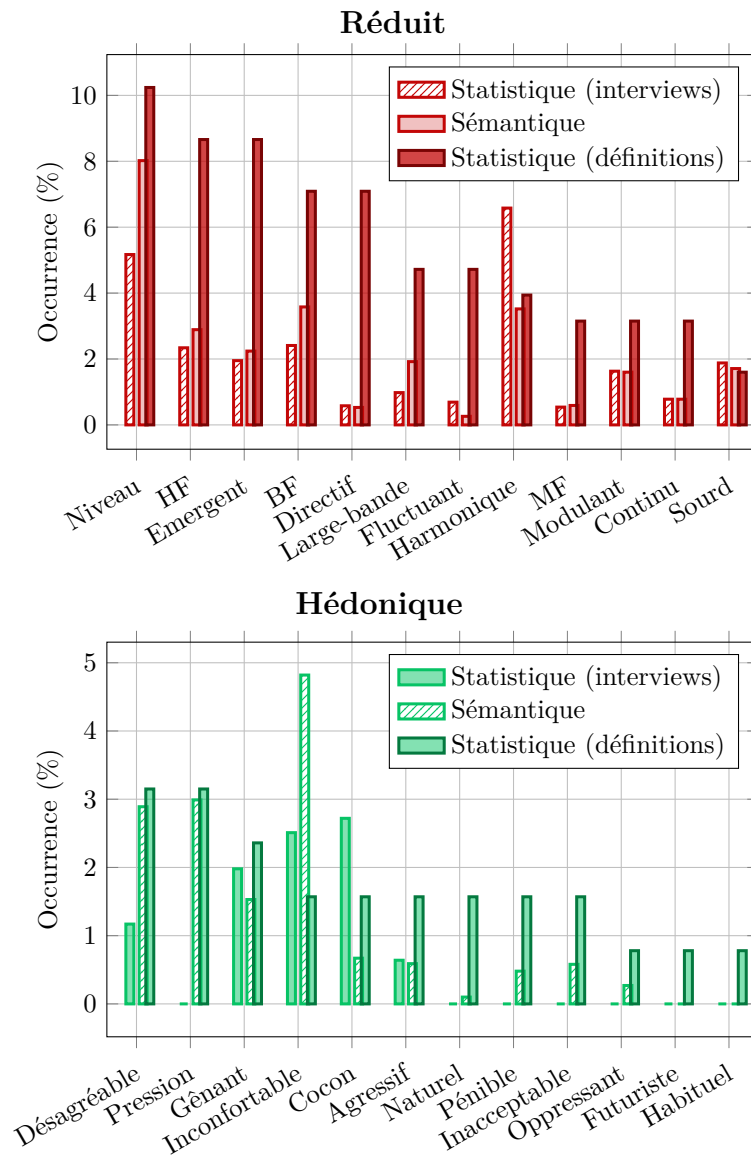 Réduit
Statistique (interviews)
Sémantique
Statistique (définitions)
Occurrence (%)
10
8
6
4
2
0
Niveau
HF
Emergent
BF
Directif
Large-bande
Fluctuant
Harmonique
MF
Modulant
Continu
Sourd
Hédonique
Statistique (interviews)
Sémantique
Statistique (définitions)
Occurrence (%)
5
4
3
2
1
0
Désagréable
Pression
Gênant
Inconfortable
Cocon
Agressif
Naturel
Pénible
Inacceptable
Oppressant
Futuriste
Habituel